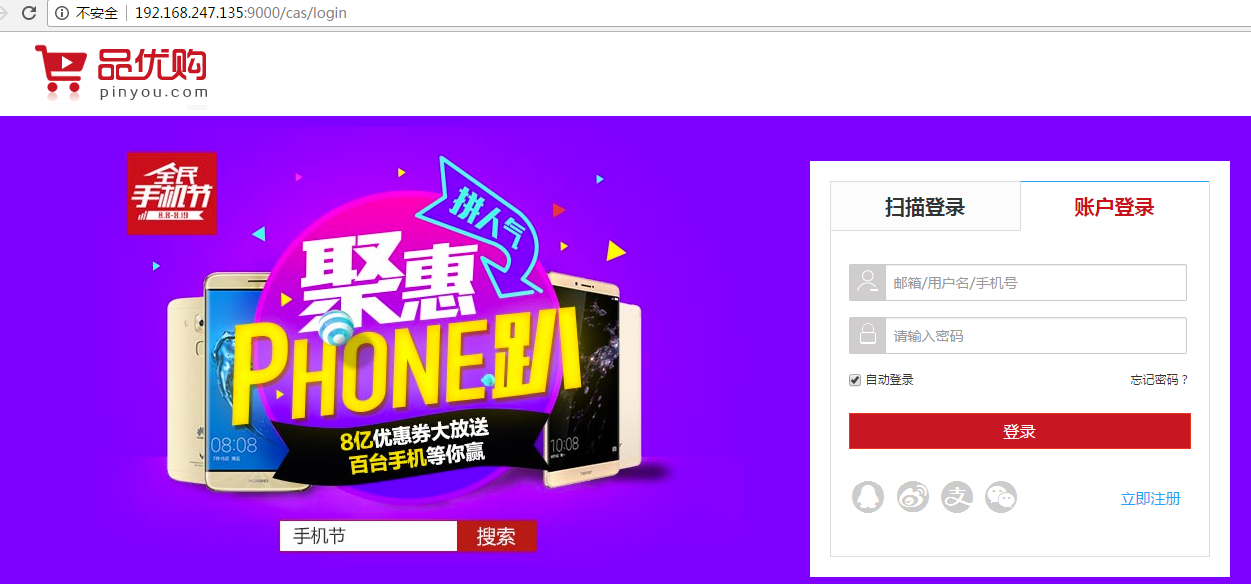 不安全 192.168.247.135:9000/cas/login
品优购
pinyou.com
全民
手机节
8.8-8.19
拼人气
聚惠
PHONE趴
8亿优惠券大放送
百台手机等你赢
08:08
10:08
HUAWEI
honor
手机节 搜索
扫描登录 账户登录
邮箱/用户名/手机号
请输入密码
自动登录 忘记密码？
登录
立即注册